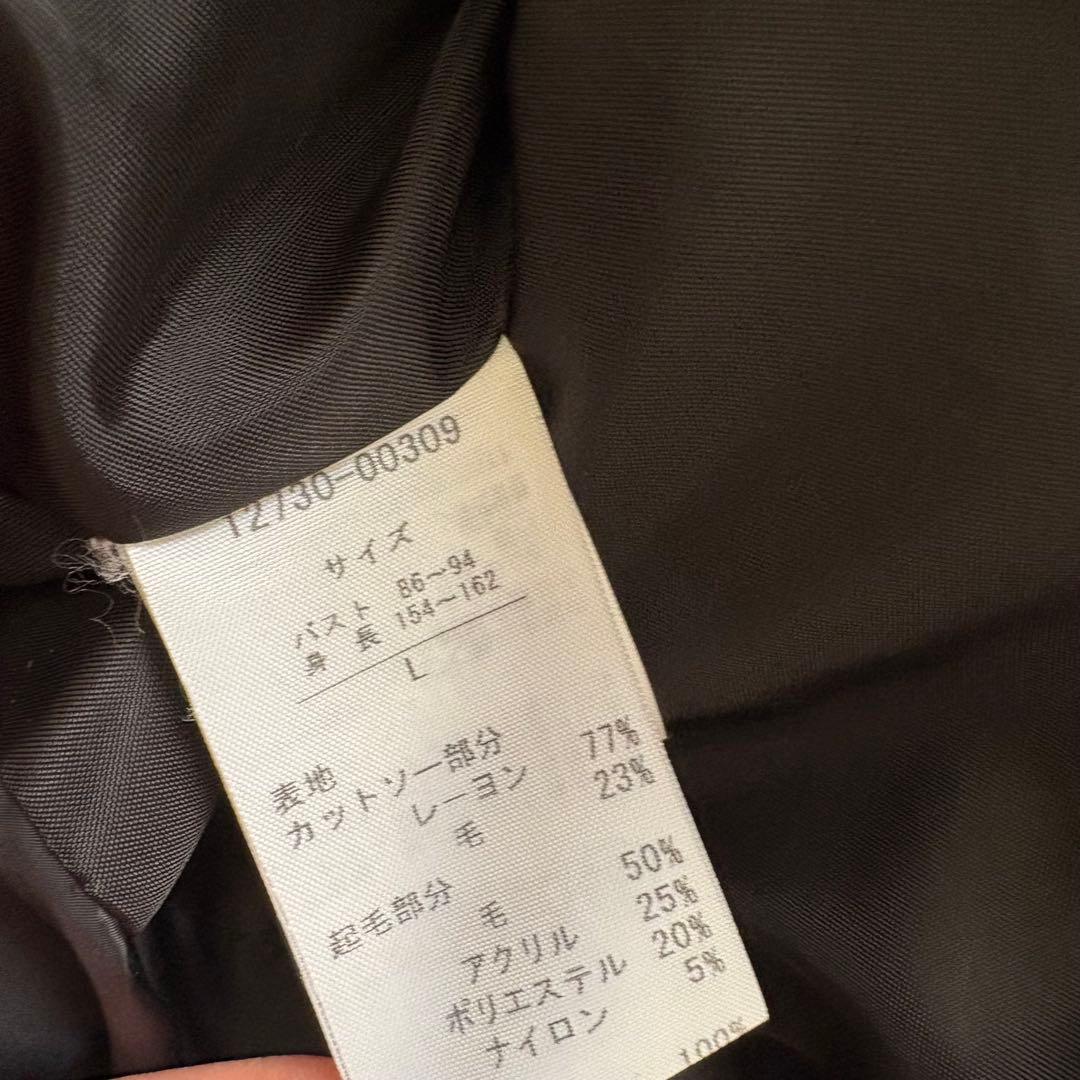 12730-00309
サイズ
バスト 86～94
身長 154～162
L
表地
カットソー部分
レーヨン 77%
毛 23%
起毛部分
毛 50%
アクリル 25%
ポリエステル 20%
ナイロン 5%
100%